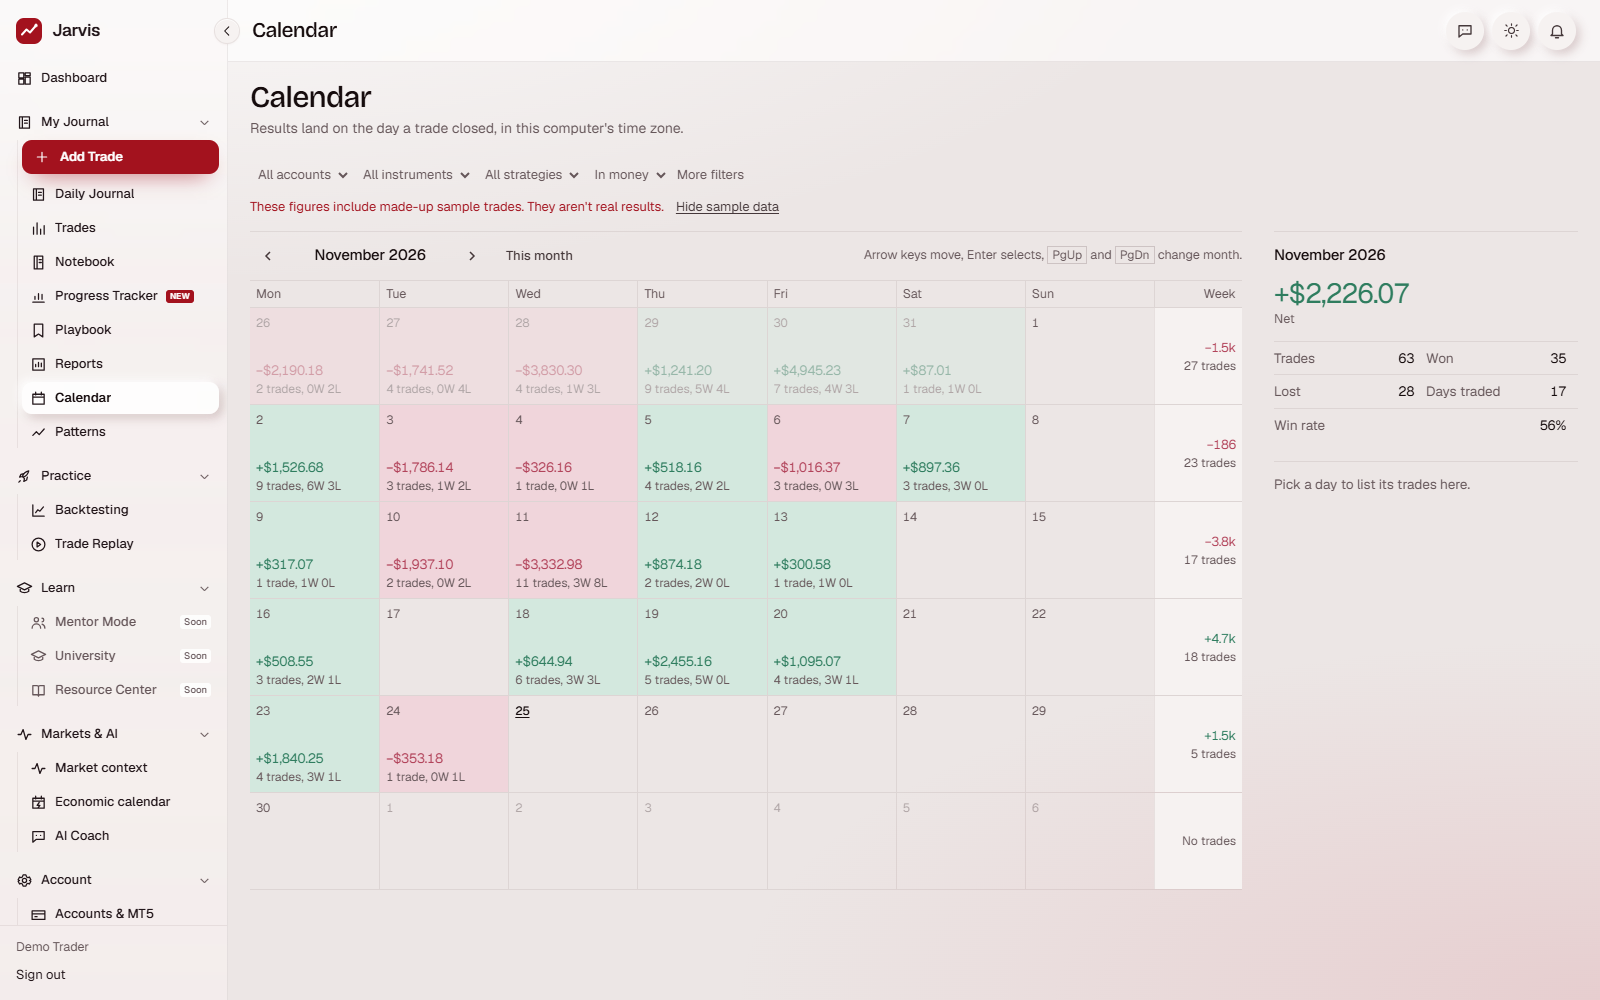 Jarvis
Calendar
Dashboard
My Journal
Add Trade
Daily Journal
Trades
Notebook
Progress Tracker NEW
Playbook
Reports
Calendar
Patterns
Practice
Backtesting
Trade Replay
Learn
Mentor Mode Soon
University Soon
Resource Center Soon
Markets & AI
Market context
Economic calendar
AI Coach
Account
Accounts & MT5
Demo Trader
Sign out
Calendar
Results land on the day a trade closed, in this computer's time zone.
All accounts All instruments All strategies In money More filters
These figures include made-up sample trades. They aren't real results. Hide sample data
November 2026 This month Arrow keys move, Enter selects, PgUp and PgDn change month.
Mon Tue Wed Thu Fri Sat Sun Week
26 27 28 29 30 31 1
−$2,190.18 −$1,741.52 −$3,830.30 +$1,241.20 +$4,945.23 +$87.01 −1.5k
2 trades, 0W 2L 4 trades, 0W 4L 4 trades, 1W 3L 9 trades, 5W 4L 7 trades, 4W 3L 1 trade, 1W 0L 27 trades
2 3 4 5 6 7 8
+$1,526.68 −$1,786.14 −$326.16 +$518.16 −$1,016.37 +$897.36 −186
9 trades, 6W 3L 3 trades, 1W 2L 1 trade, 0W 1L 4 trades, 2W 2L 3 trades, 0W 3L 3 trades, 3W 0L 23 trades
9 10 11 12 13 14 15
+$317.07 −$1,937.10 −$3,332.98 +$874.18 +$300.58 −3.8k
1 trade, 1W 0L 2 trades, 0W 2L 11 trades, 3W 8L 2 trades, 2W 0L 1 trade, 1W 0L 17 trades
16 17 18 19 20 21 22
+$508.55 +$644.94 +$2,455.16 +$1,095.07 +4.7k
3 trades, 2W 1L 6 trades, 3W 3L 5 trades, 5W 0L 4 trades, 3W 1L 18 trades
23 24 25 26 27 28 29
+$1,840.25 −$353.18 +1.5k
4 trades, 3W 1L 1 trade, 0W 1L 5 trades
30 1 2 3 4 5 6
No trades
November 2026
+$2,226.07
Net
Trades 63 Won 35
Lost 28 Days traded 17
Win rate 56%
Pick a day to list its trades here.